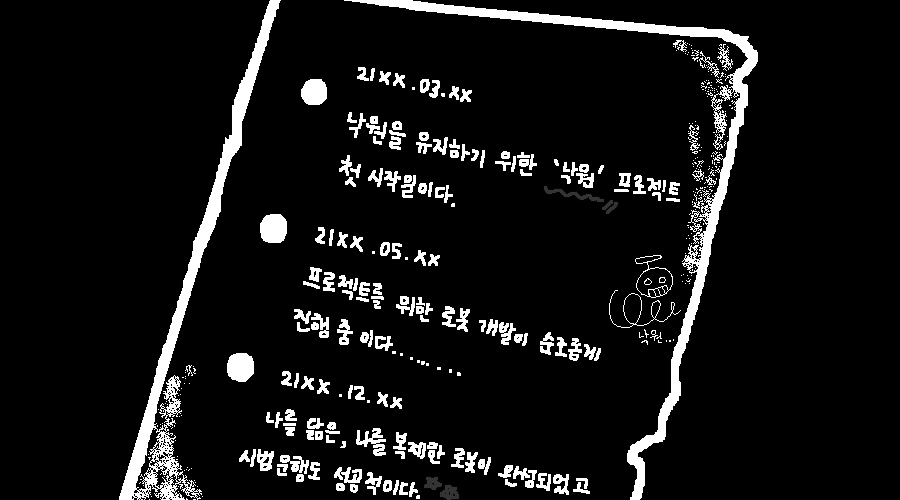 21XX.03.XX
낙원을 유지하기 위한 '낙원' 프로젝트
첫 시작일이다.
21XX.05.XX
프로젝트를 위한 로봇 개발이 순조롭게
진행 중 이다.........
낙원...
21XX.12.XX
나를 닮은, 나를 복제한 로봇이 완성되었고
시범운행도 성공적이다.